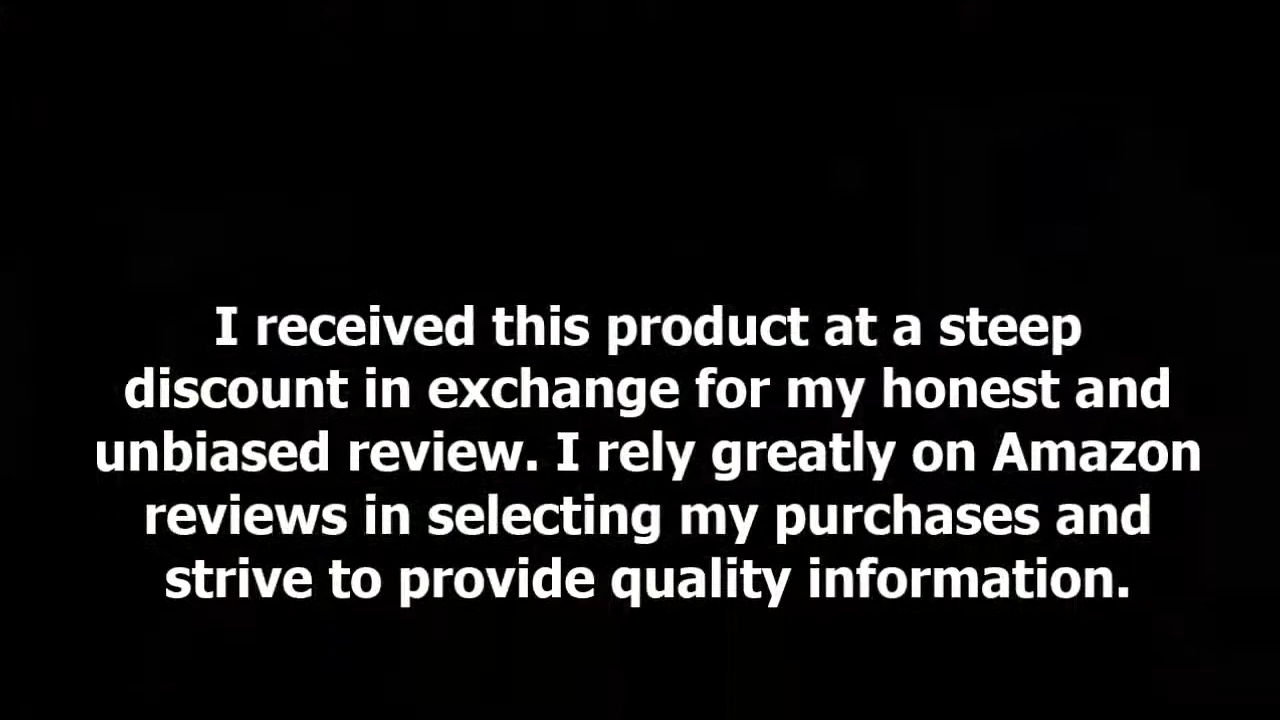 I received this product at a steep
discount in exchange for my honest and
unbiased review. I rely greatly on Amazon
reviews in selecting my purchases and
strive to provide quality information.